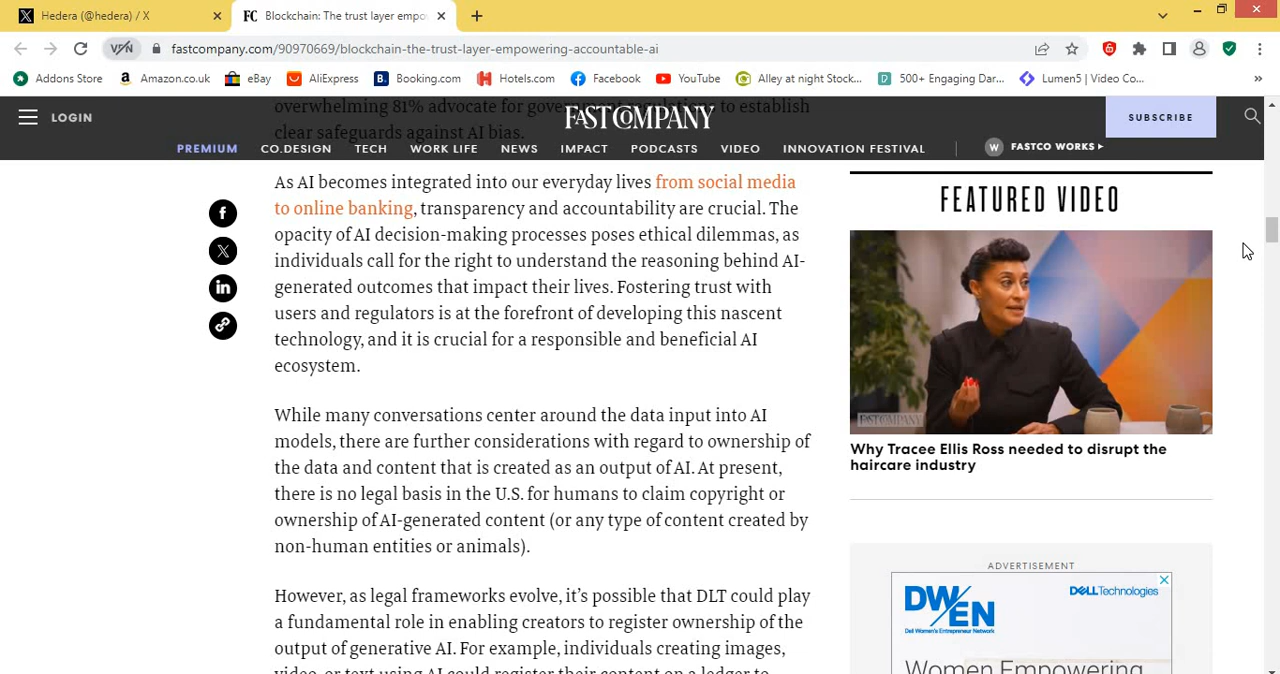 Hedera (@hedera) / X
FC Blockchain: The trust layer empo
fastcompany.com/90970669/blockchain-the-trust-layer-empowering-accountable-ai
VPN
Addons Store
Amazon.co.uk
eBay
AliExpress
Booking.com
Hotels.com
Facebook
YouTube
Alley at night Stock...
500+ Engaging Dar...
Lumen5 | Video Co...
»
overwhelming 81% advocate for government regulations to establish
clear safeguards against AI bias.
LOGIN
FAST COMPANY
SUBSCRIBE
PREMIUM CO.DESIGN TECH WORK LIFE NEWS IMPACT PODCASTS VIDEO INNOVATION FESTIVAL W FASTCO WORKS
As AI becomes integrated into our everyday lives from social media
to online banking, transparency and accountability are crucial. The
opacity of AI decision-making processes poses ethical dilemmas, as
individuals call for the right to understand the reasoning behind AI-
generated outcomes that impact their lives. Fostering trust with
users and regulators is at the forefront of developing this nascent
technology, and it is crucial for a responsible and beneficial AI
ecosystem.
While many conversations center around the data input into AI
models, there are further considerations with regard to ownership of
the data and content that is created as an output of AI. At present,
there is no legal basis in the U.S. for humans to claim copyright or
ownership of AI-generated content (or any type of content created by
non-human entities or animals).
However, as legal frameworks evolve, it's possible that DLT could play
a fundamental role in enabling creators to register ownership of the
output of generative AI. For example, individuals creating images,
video, or text using AI could register their content on a ledger to
FEATURED VIDEO
FAST COMPANY
Why Tracee Ellis Ross needed to disrupt the
haircare industry
ADVERTISEMENT
DWEN
Dell Women's Entrepreneur Network
DELLTechnologies
Women Empowering